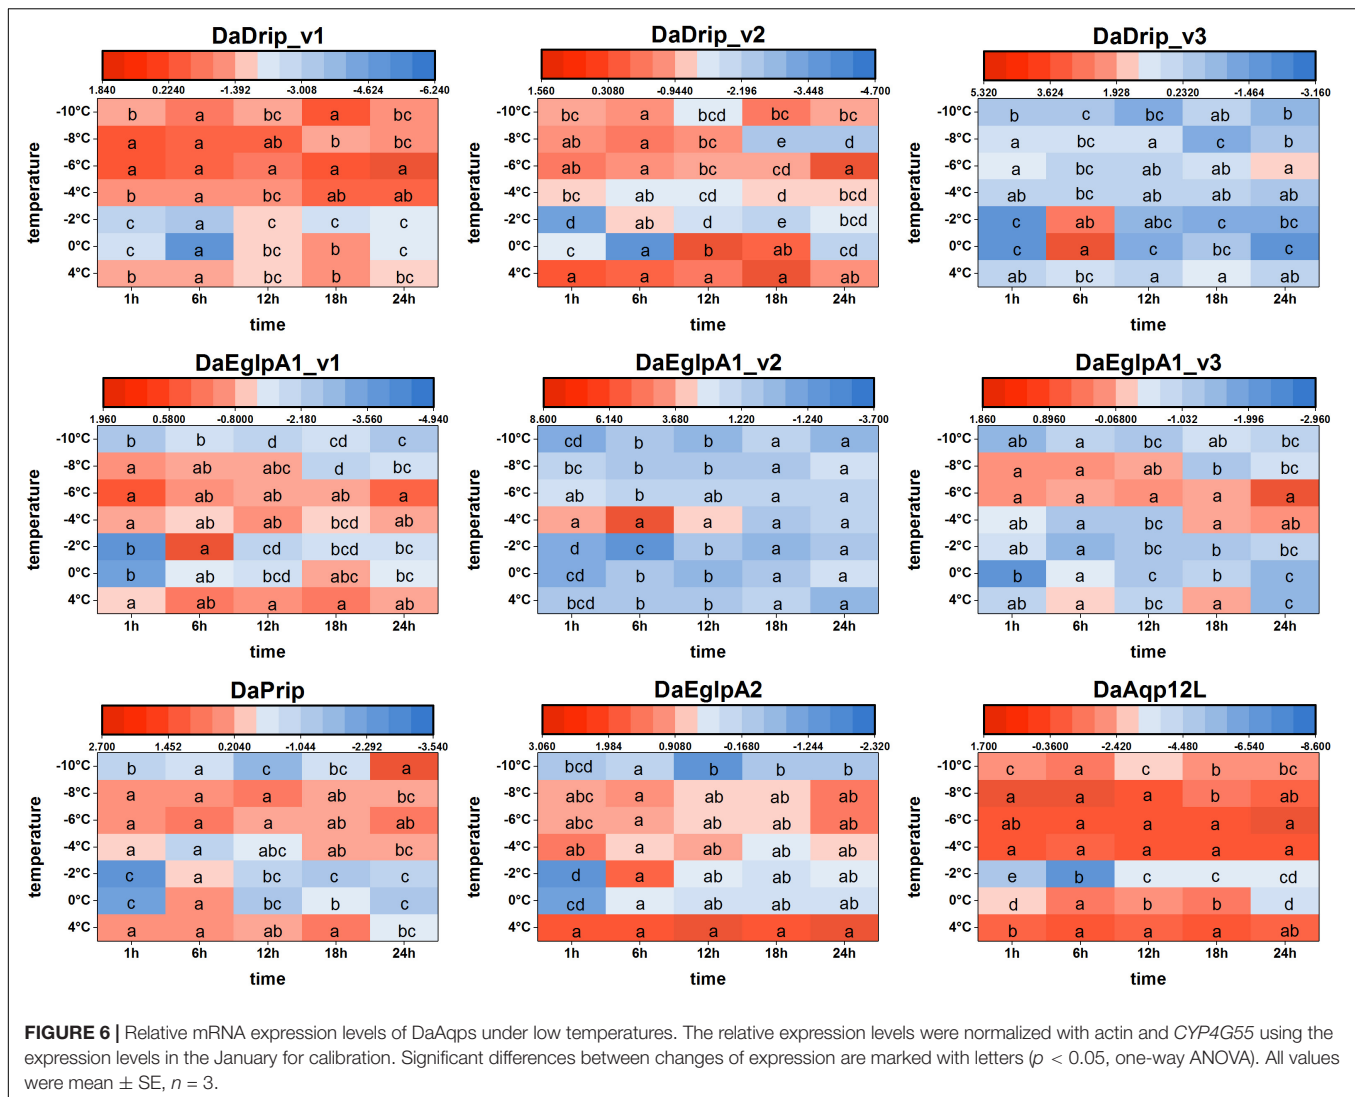 DaDrip_v1 DaDrip_v2 DaDrip_v3
1.840 0.2240 -1.392 -3.008 -4.624 -6.240 1.560 0.3080 -0.9440 -2.196 -3.448 -4.700 5.320 3.624 1.928 0.2320 -1.464 -3.160
-10°C b a bc a bc -10°C bc a bcd bc bc -10°C b c bc ab b
-8°C a a ab b bc -8°C ab a bc e d -8°C a bc a c b
-6°C a a a a a -6°C ab a bc cd a -6°C a bc ab ab a
-4°C b a bc ab ab -4°C bc ab cd d bcd -4°C ab bc ab ab ab
-2°C c a c c c -2°C d ab d e bcd -2°C c ab abc c bc
0°C c a bc b c 0°C c a b ab cd 0°C c a c bc c
4°C b a bc b bc 4°C a a a a ab 4°C ab bc a a ab
temperature temperature temperature
1h 6h 12h 18h 24h 1h 6h 12h 18h 24h 1h 6h 12h 18h 24h
time time time
DaEglpA1_v1 DaEglpA1_v2 DaEglpA1_v3
1.960 0.5800 -0.8000 -2.180 -3.560 -4.940 8.600 6.140 3.680 1.220 -1.240 -3.700 1.860 0.8960 -0.06800 -1.032 -1.996 -2.960
-10°C b b d cd c -10°C cd b b a a -10°C ab a bc ab bc
-8°C a ab abc d bc -8°C bc b b a a -8°C a a ab b bc
-6°C a ab ab ab a -6°C ab b ab a a -6°C a a a a a
-4°C a ab ab bcd ab -4°C a a a a a -4°C ab a bc a ab
-2°C b a cd bcd bc -2°C d c b a a -2°C ab a bc b bc
0°C b ab bcd abc bc 0°C cd b b a a 0°C b a c b c
4°C a ab a a ab 4°C bcd b b a a 4°C ab a bc a c
temperature temperature temperature
1h 6h 12h 18h 24h 1h 6h 12h 18h 24h 1h 6h 12h 18h 24h
time time time
DaPrip DaEglpA2 DaAqp12L
2.700 1.452 0.2040 -1.044 -2.292 -3.540 3.060 1.984 0.9080 -0.1680 -1.244 -2.320 1.700 -0.3600 -2.420 -4.480 -6.540 -8.600
-10°C b a c bc a -10°C bcd a b b b -10°C c a c b bc
-8°C a a a ab bc -8°C abc a ab ab ab -8°C a a a b ab
-6°C a a a ab ab -6°C abc a ab ab ab -6°C ab a a a a
-4°C a a abc ab bc -4°C ab a ab ab ab -4°C a a a a a
-2°C c a bc c c -2°C d a ab ab ab -2°C e b c c cd
0°C c a bc b c 0°C cd a ab ab ab 0°C d a b b d
4°C a a ab a bc 4°C a a a a a 4°C b a a a ab
temperature temperature temperature
1h 6h 12h 18h 24h 1h 6h 12h 18h 24h 1h 6h 12h 18h 24h
time time time
FIGURE 6 | Relative mRNA expression levels of DaAqps under low temperatures. The relative expression levels were normalized with actin and CYP4G55 using the
expression levels in the January for calibration. Significant differences between changes of expression are marked with letters (p < 0.05, one-way ANOVA). All values
were mean ± SE, n = 3.